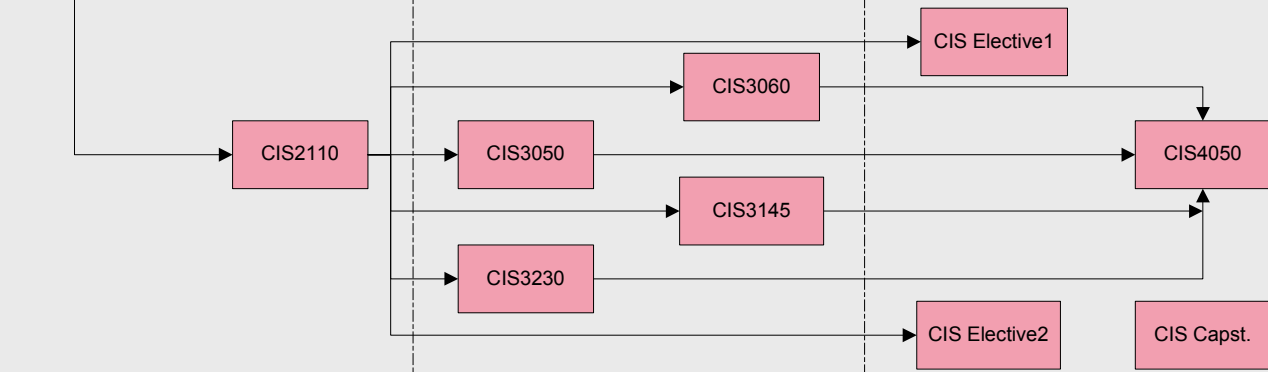 CIS Elective1
CIS3060
CIS2110
CIS3050
CIS4050
CIS3145
CIS3230
CIS Elective2
CIS Capst.